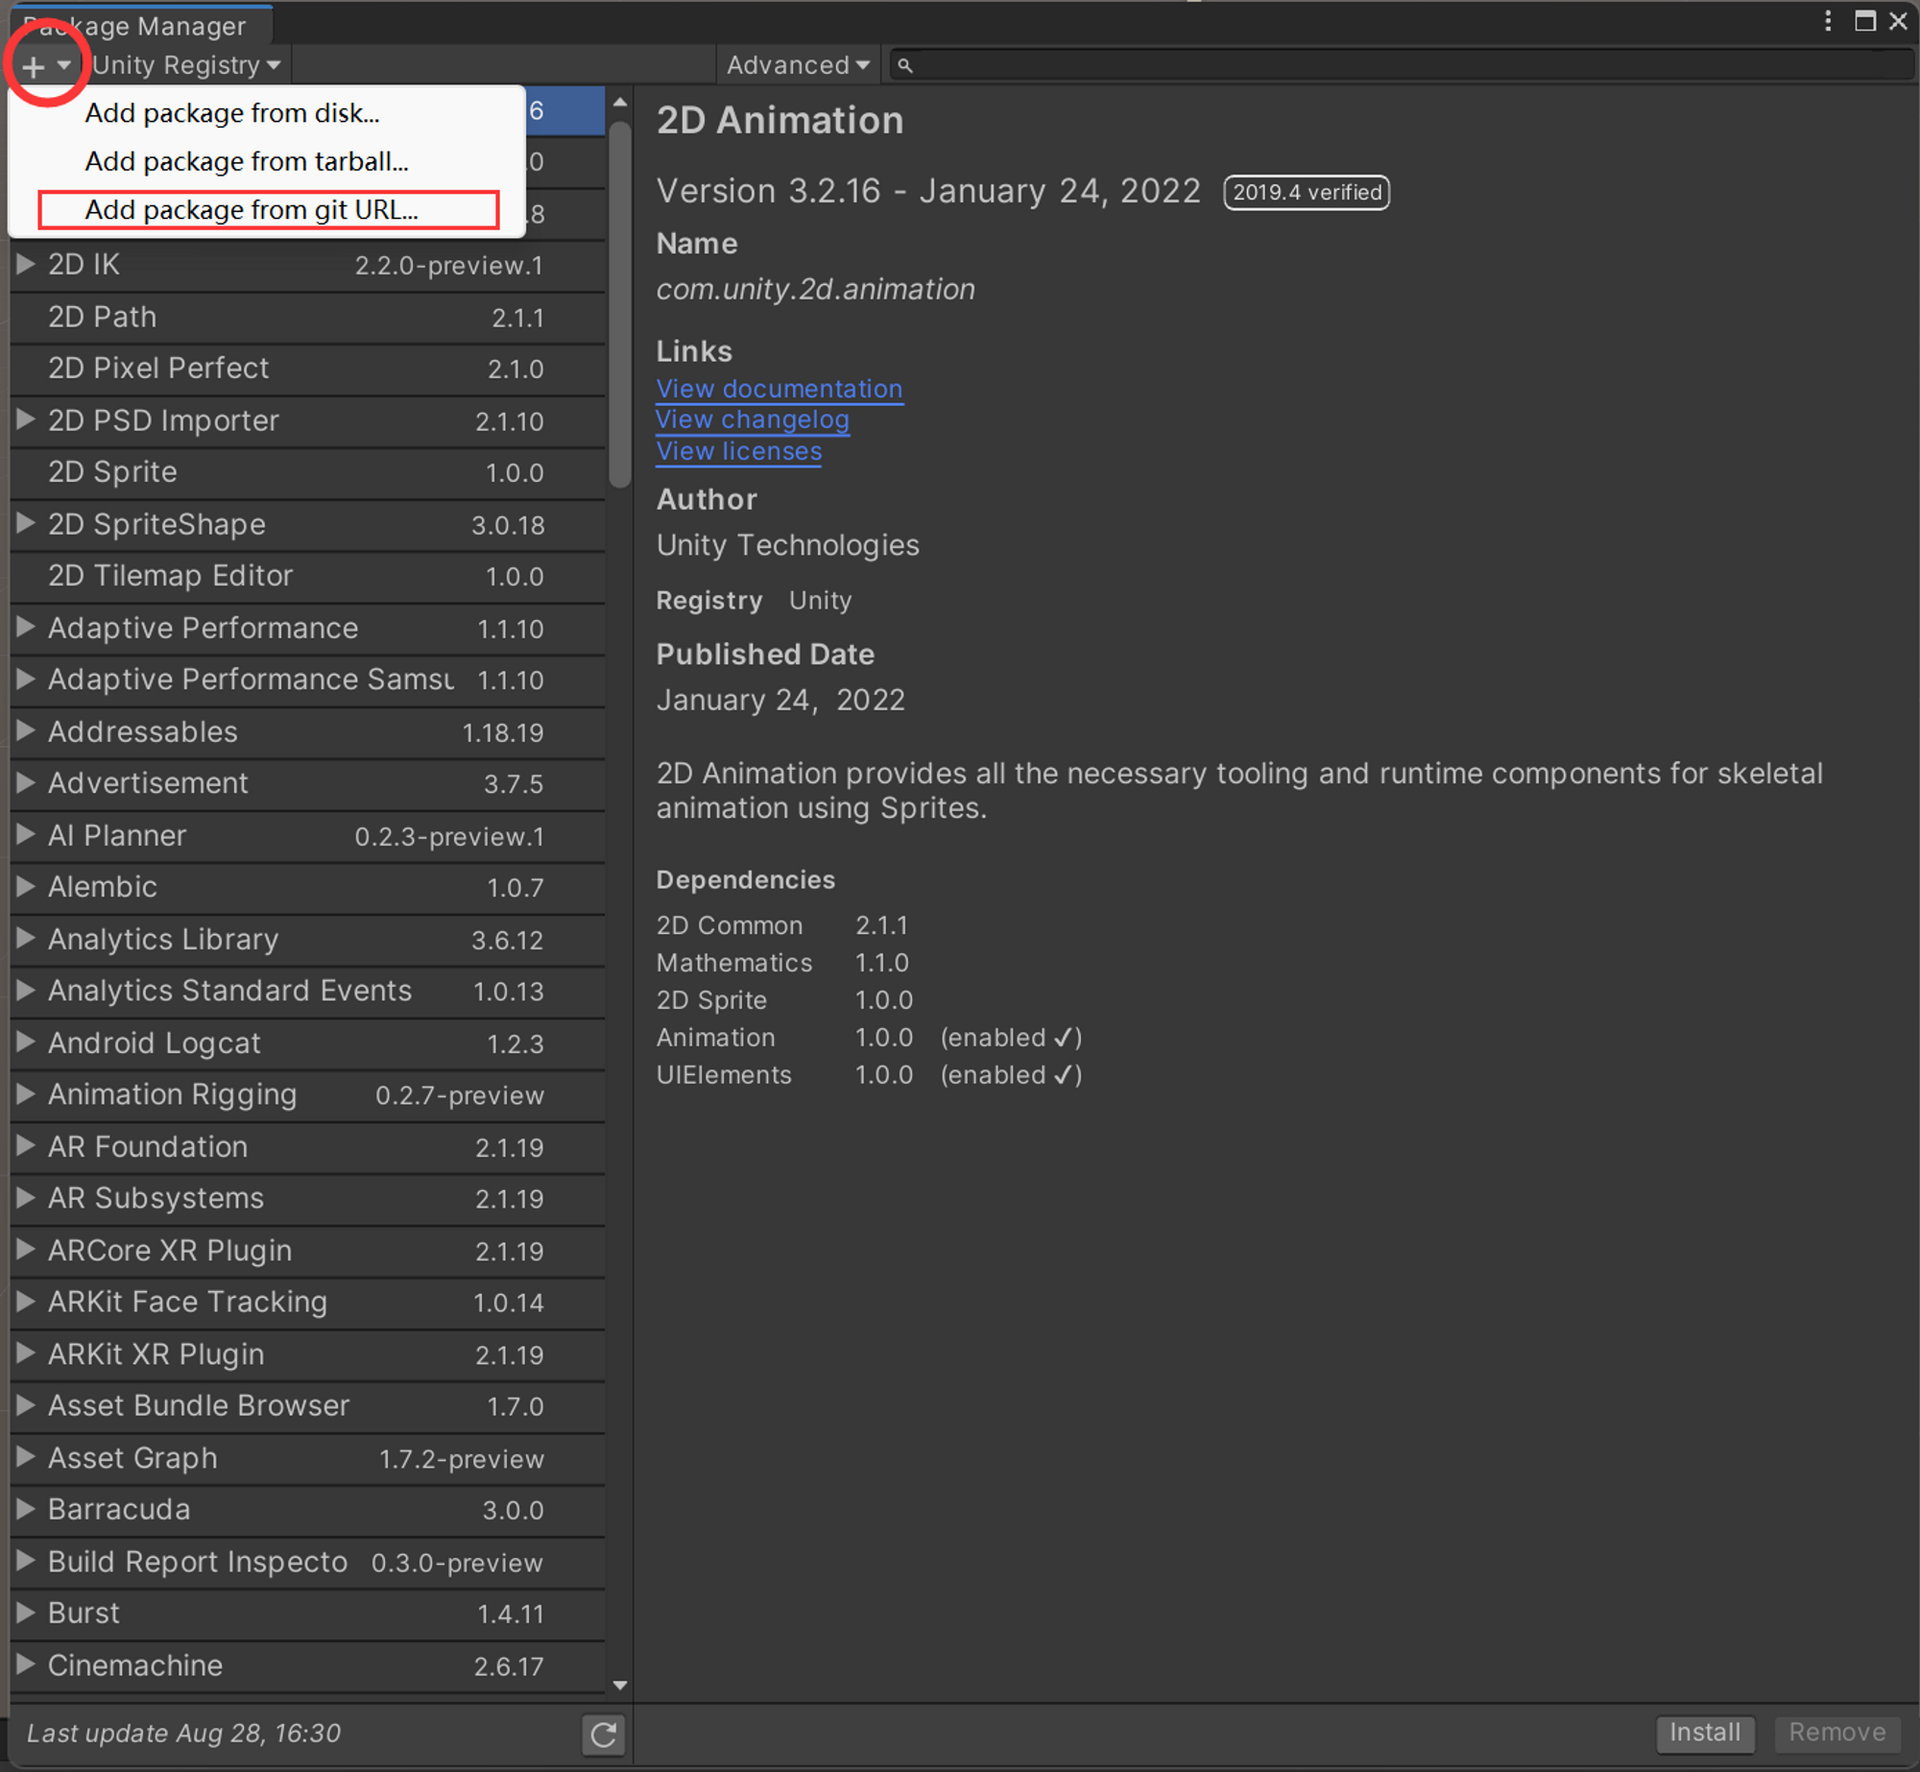 Package Manager
+ Unity Registry Advanced
Add package from disk...
Add package from tarball...
Add package from git URL...
6
.0
.8
2D IK 2.2.0-preview.1
2D Path 2.1.1
2D Pixel Perfect 2.1.0
2D PSD Importer 2.1.10
2D Sprite 1.0.0
2D SpriteShape 3.0.18
2D Tilemap Editor 1.0.0
Adaptive Performance 1.1.10
Adaptive Performance Samsu 1.1.10
Addressables 1.18.19
Advertisement 3.7.5
AI Planner 0.2.3-preview.1
Alembic 1.0.7
Analytics Library 3.6.12
Analytics Standard Events 1.0.13
Android Logcat 1.2.3
Animation Rigging 0.2.7-preview
AR Foundation 2.1.19
AR Subsystems 2.1.19
ARCore XR Plugin 2.1.19
ARKit Face Tracking 1.0.14
ARKit XR Plugin 2.1.19
Asset Bundle Browser 1.7.0
Asset Graph 1.7.2-preview
Barracuda 3.0.0
Build Report Inspecto 0.3.0-preview
Burst 1.4.11
Cinemachine 2.6.17
Last update Aug 28, 16:30
2D Animation
Version 3.2.16 - January 24, 2022 2019.4 verified
Name
com.unity.2d.animation
Links
View documentation
View changelog
View licenses
Author
Unity Technologies
Registry Unity
Published Date
January 24, 2022
2D Animation provides all the necessary tooling and runtime components for skeletal
animation using Sprites.
Dependencies
2D Common 2.1.1
Mathematics 1.1.0
2D Sprite 1.0.0
Animation 1.0.0 (enabled ✓)
UIElements 1.0.0 (enabled ✓)
Install Remove